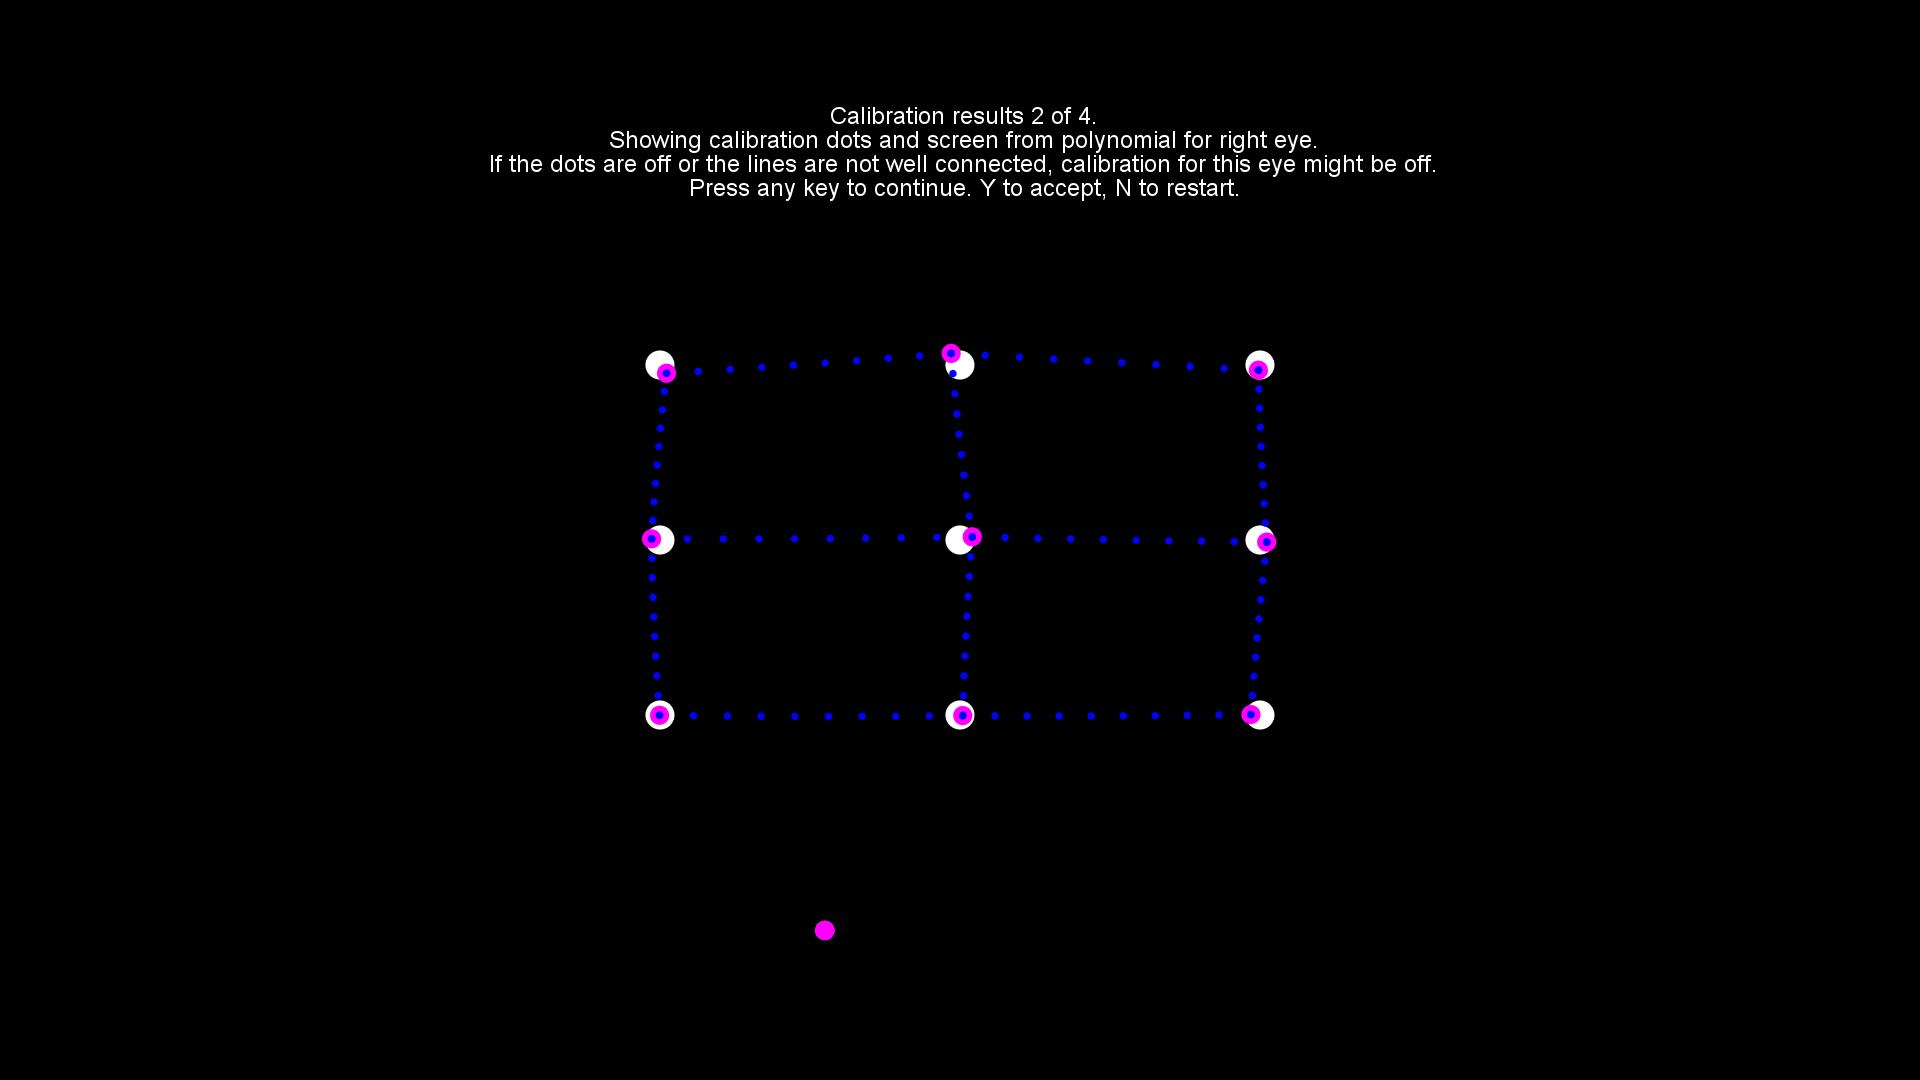 Calibration results 2 of 4.
Showing calibration dots and screen from polynomial for right eye.
If the dots are off or the lines are not well connected, calibration for this eye might be off.
Press any key to continue. Y to accept, N to restart.